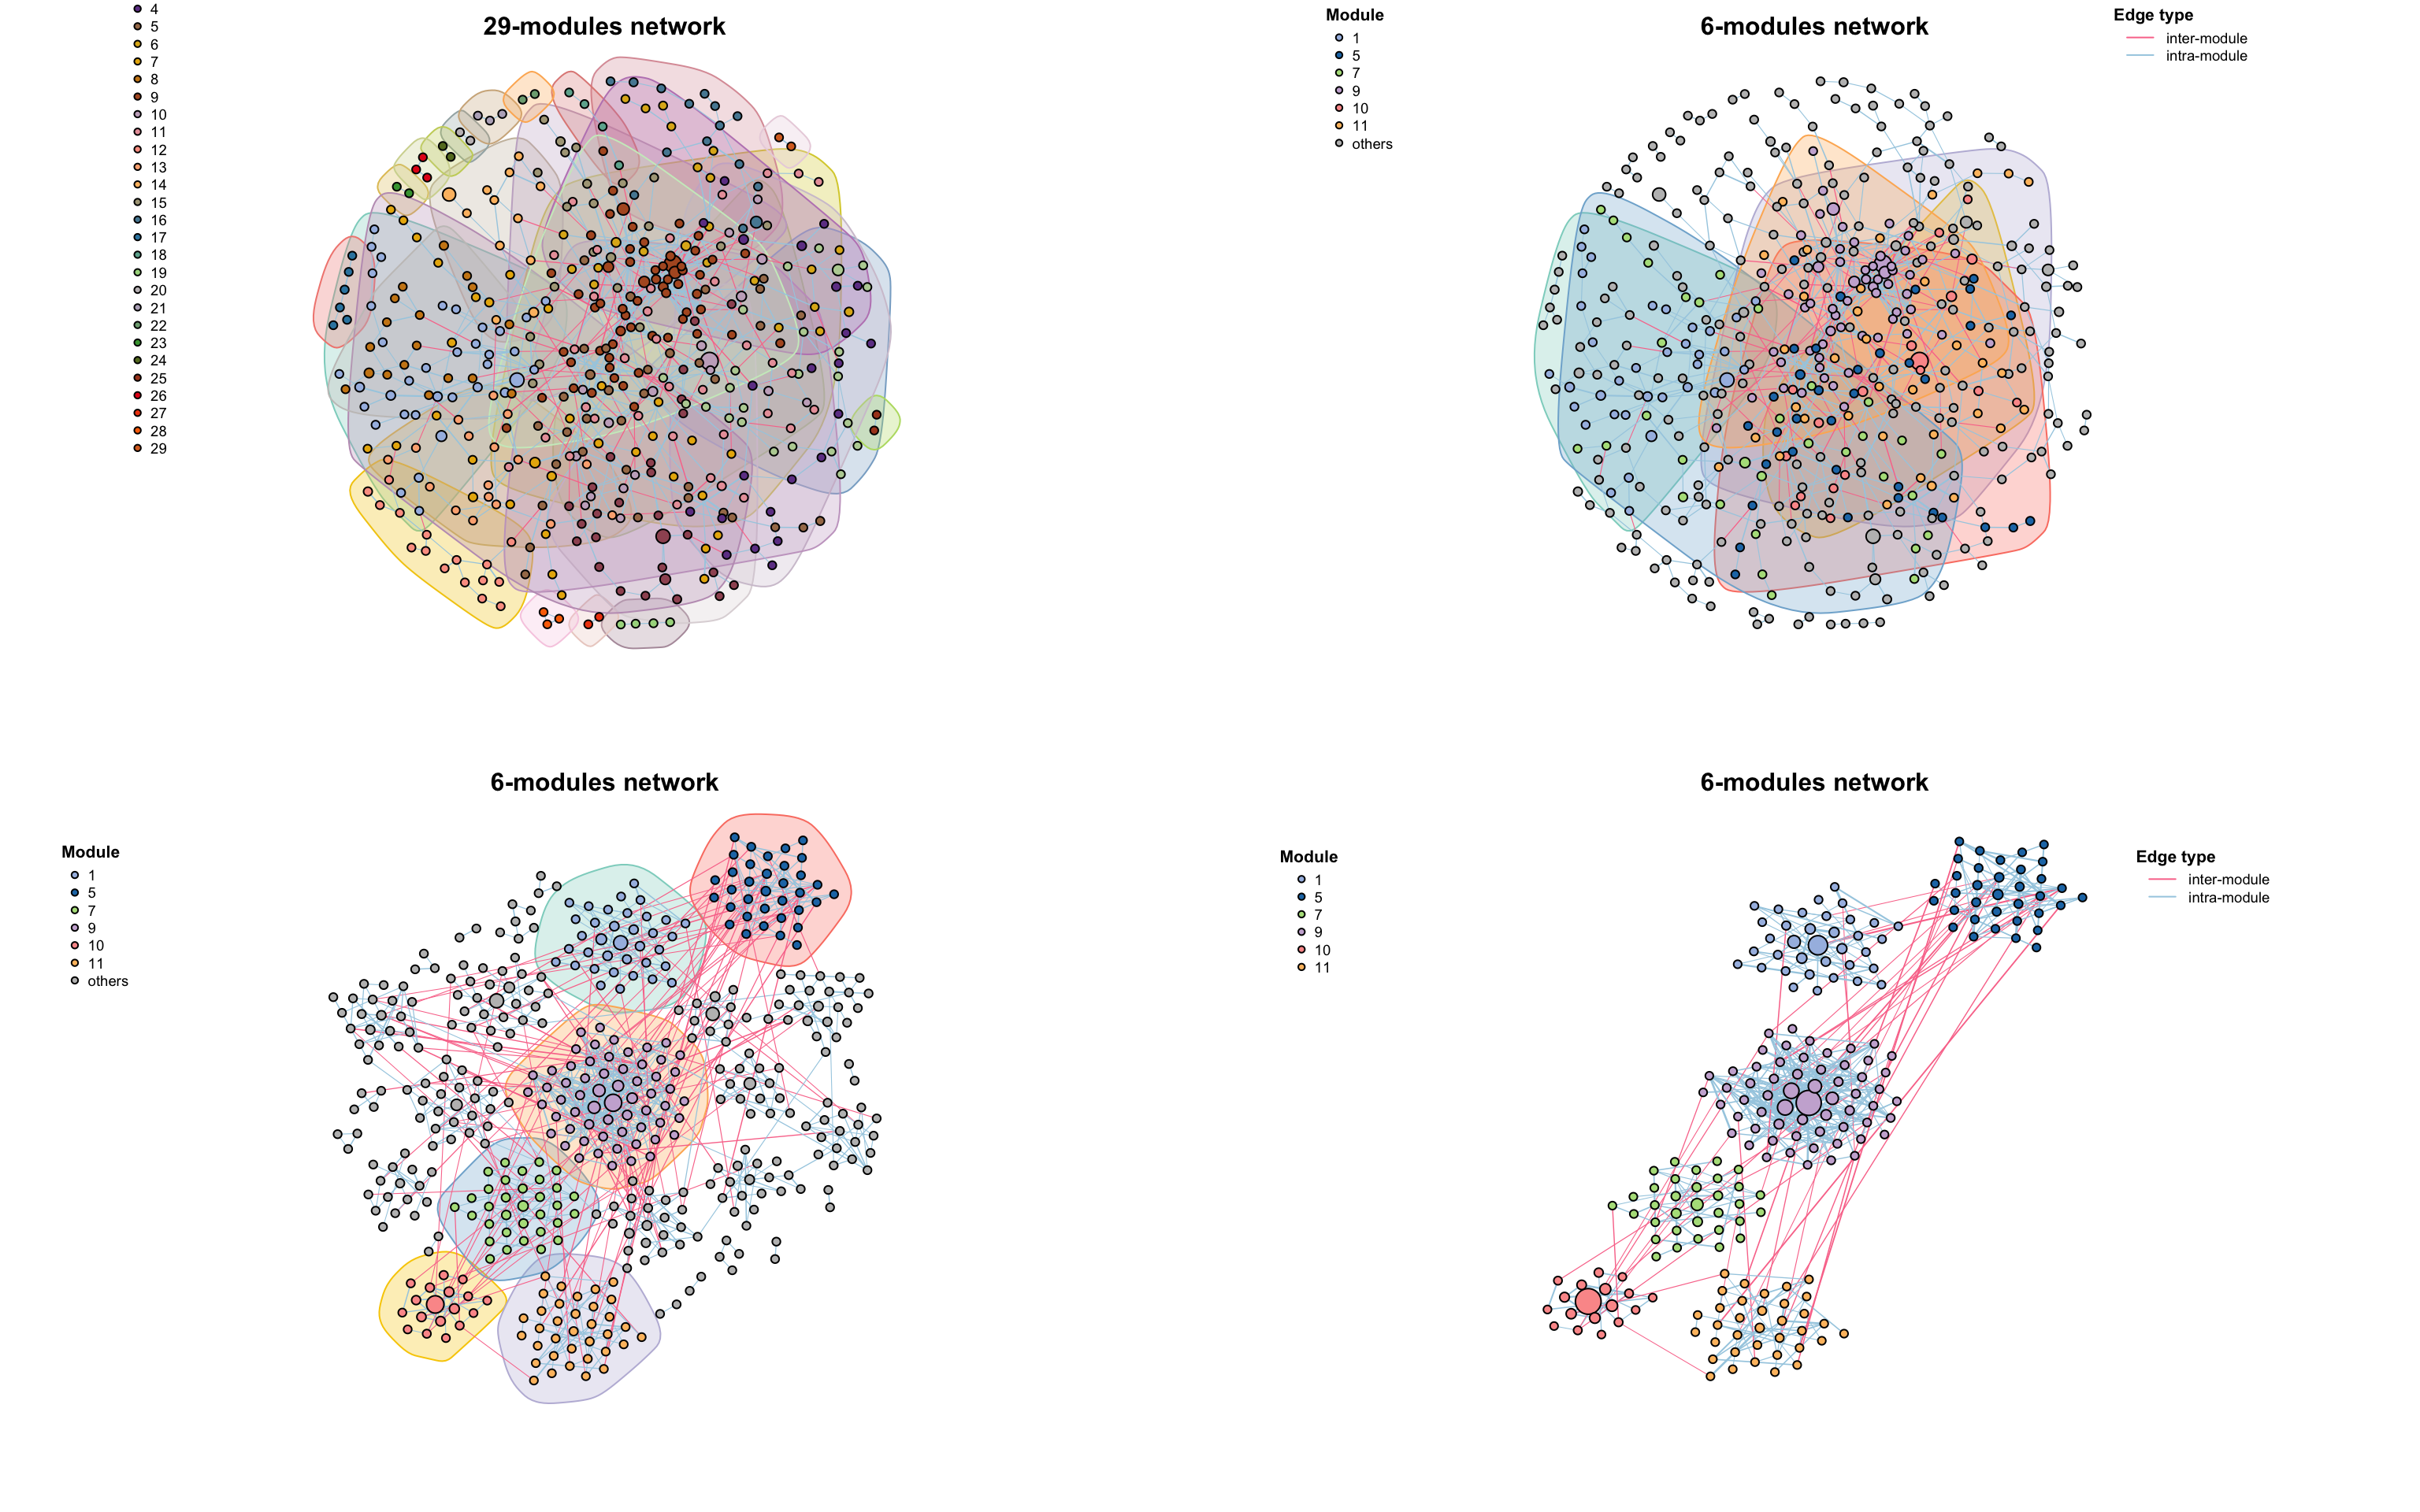 29-modules network
4
5
6
7
8
9
10
11
12
13
14
15
16
17
18
19
20
21
22
23
24
25
26
27
28
29
6-modules network
Module
1
5
7
9
10
11
others
Edge type
inter-module
intra-module
6-modules network
Module
1
5
7
9
10
11
others
6-modules network
Module
1
5
7
9
10
11
Edge type
inter-module
intra-module